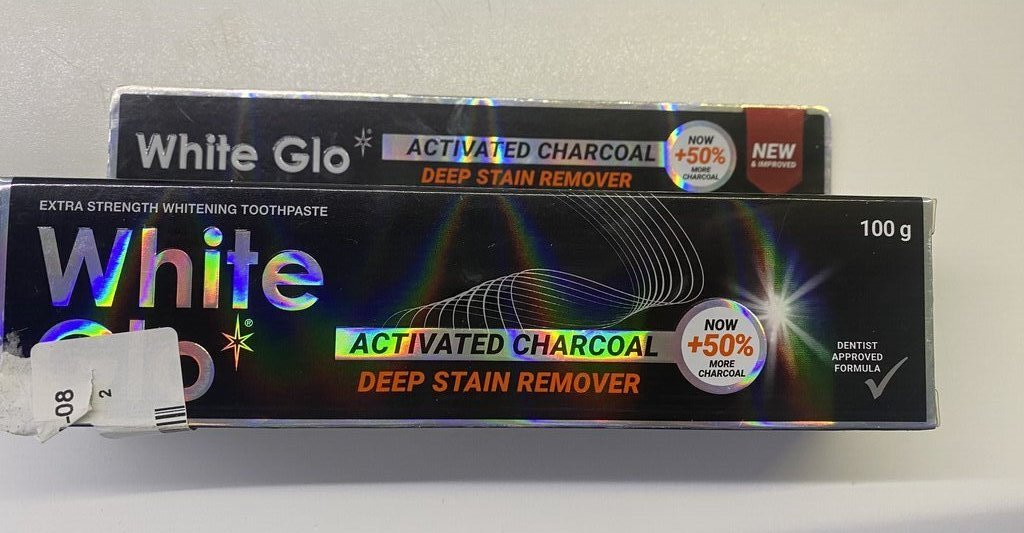 White Glo
ACTIVATED CHARCOAL
DEEP STAIN REMOVER
NOW
+50%
MORE
CHARCOAL
NEW
& IMPROVED
EXTRA STRENGTH WHITENING TOOTHPASTE
White
Glo®
ACTIVATED CHARCOAL
DEEP STAIN REMOVER
NOW
+50%
MORE
CHARCOAL
100 g
DENTIST
APPROVED
FORMULA
-08
2